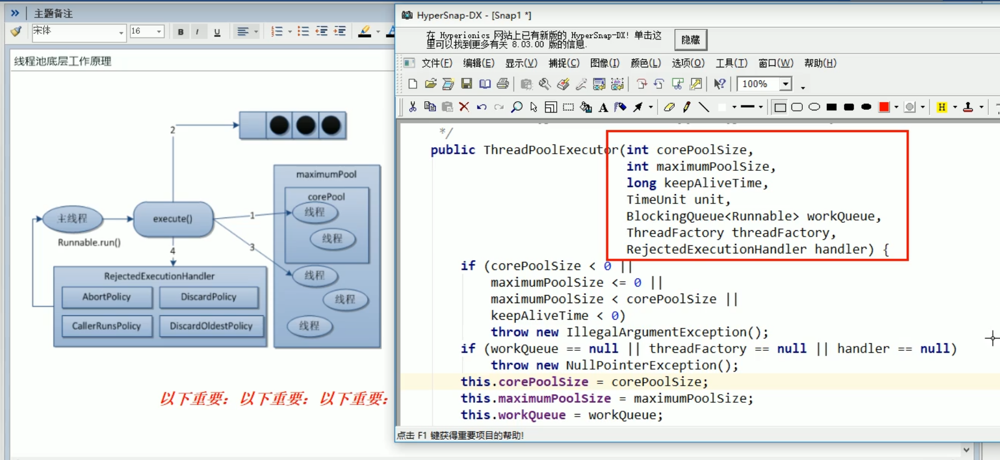 主题备注
宋体
16
B
I
U
线程池底层工作原理
2
maximumPool
corePool
线程
线程
主线程
execute()
1
Runnable.run()
3
4
线程
线程
线程
RejectedExecutionHandler
AbortPolicy
DiscardPolicy
CallerRunsPolicy
DiscardOldestPolicy
以下重要：以下重要：以下重要：
HyperSnap-DX - [Snap1 *]
在 Hyperionics 网站上已有新版的 HyperSnap-DX! 单击这
里可以找到更多有关 8.03.00 版的信息.
隐藏
文件(F) 编辑(E) 显示(V) 捕捉(C) 图像(I) 颜色(L) 选项(O) 工具(T) 窗口(W) 帮助(H)
100%
A
H
*/
public ThreadPoolExecutor(int corePoolSize,
int maximumPoolSize,
long keepAliveTime,
TimeUnit unit,
BlockingQueue<Runnable> workQueue,
ThreadFactory threadFactory,
RejectedExecutionHandler handler) {
if (corePoolSize < 0 ||
maximumPoolSize <= 0 ||
maximumPoolSize < corePoolSize ||
keepAliveTime < 0)
throw new IllegalArgumentException();
if (workQueue == null || threadFactory == null || handler == null)
throw new NullPointerException();
this.corePoolSize = corePoolSize;
this.maximumPoolSize = maximumPoolSize;
this.workQueue = workQueue;
点击 F1 键获得重要项目的帮助!